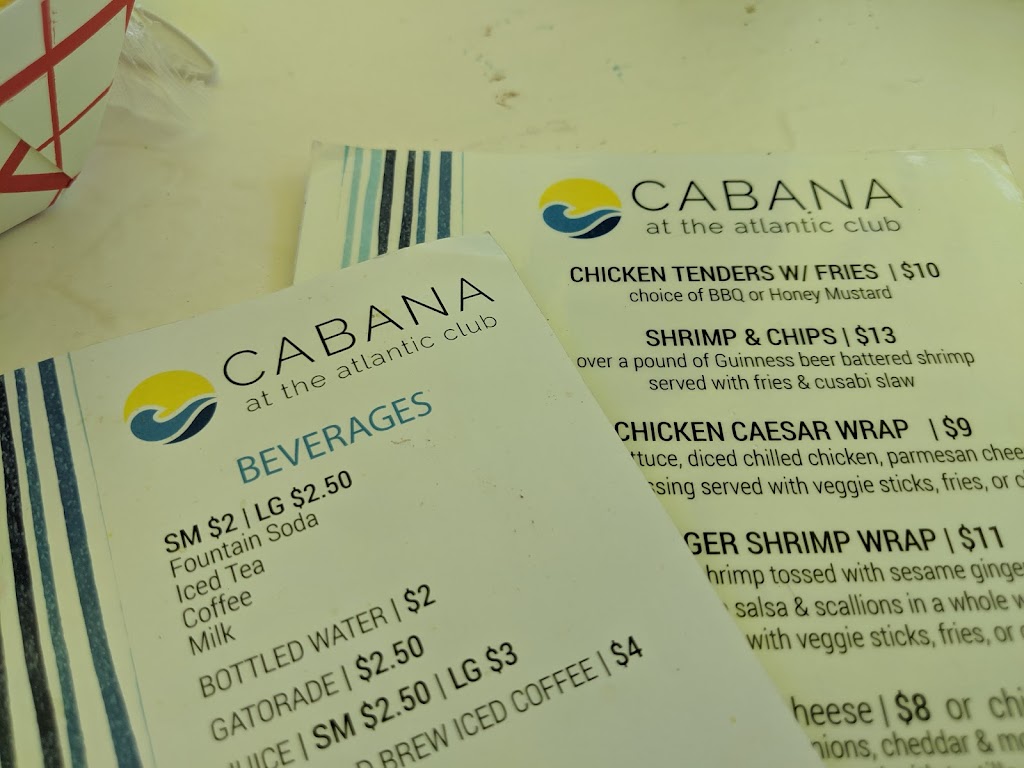 CABANA
at the atlantic club
BEVERAGES
SM $2 | LG $2.50
Fountain Soda
Iced Tea
Coffee
Milk
BOTTLED WATER | $2
GATORADE | $2.50
JUICE | SM $2.50 | LG $3
BREW ICED COFFEE | $4
CABANA
at the atlantic club
CHICKEN TENDERS W/ FRIES | $10
choice of BBQ or Honey Mustard
SHRIMP & CHIPS | $13
over a pound of Guinness beer battered shrimp
served with fries & cusabi slaw
CHICKEN CAESAR WRAP | $9
diced chilled chicken, parmesan
served with veggie sticks, fries, or
SHRIMP WRAP | $11
tossed with sesame
salsa & scallions in a whole
with veggie sticks, fries, or
| $8 or
cheddar &